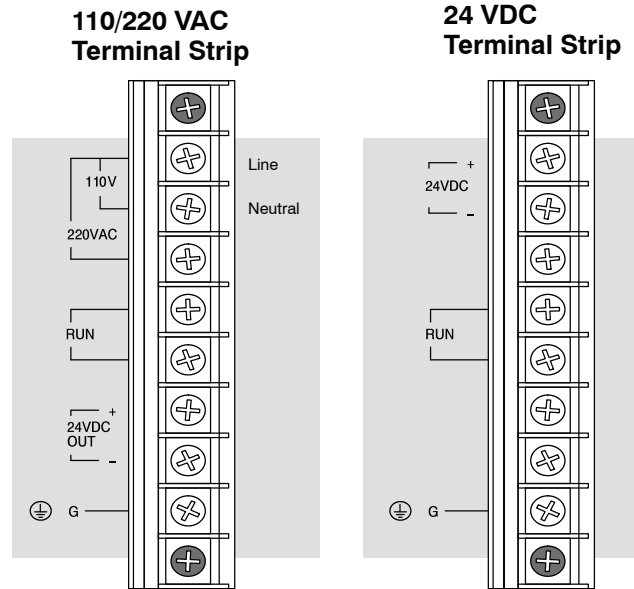 110/220 VAC
Terminal Strip
110V
220VAC
Line
Neutral
RUN
+
24VDC
OUT
–
G
24 VDC
Terminal Strip
+
24VDC
–
RUN
G